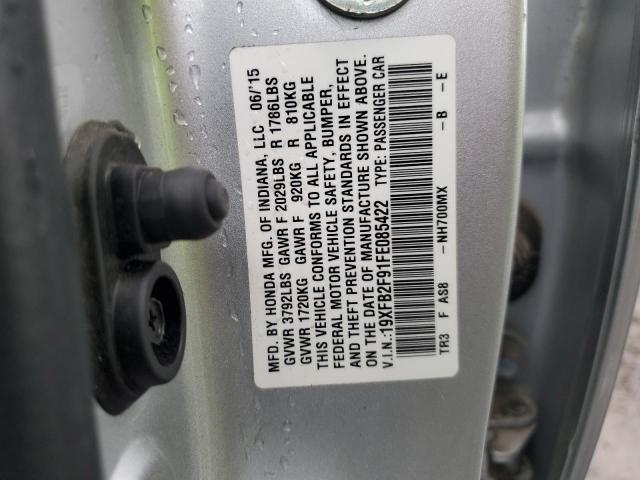 MFD. BY HONDA MFG. OF INDIANA, LLC 06/'15
GVWR 3792LBS GAWR F 2029LBS R 1786LBS
GVWR 1720KG GAWR F 920KG R 810KG
THIS VEHICLE CONFORMS TO ALL APPLICABLE
FEDERAL MOTOR VEHICLE SAFETY, BUMPER,
AND THEFT PREVENTION STANDARDS IN EFFECT
ON THE DATE OF MANUFACTURE SHOWN ABOVE.
V.I.N.:19XFB2F91FE085422 TYPE: PASSENGER CAR
TR3 F AS8 -NH700MX -B -E